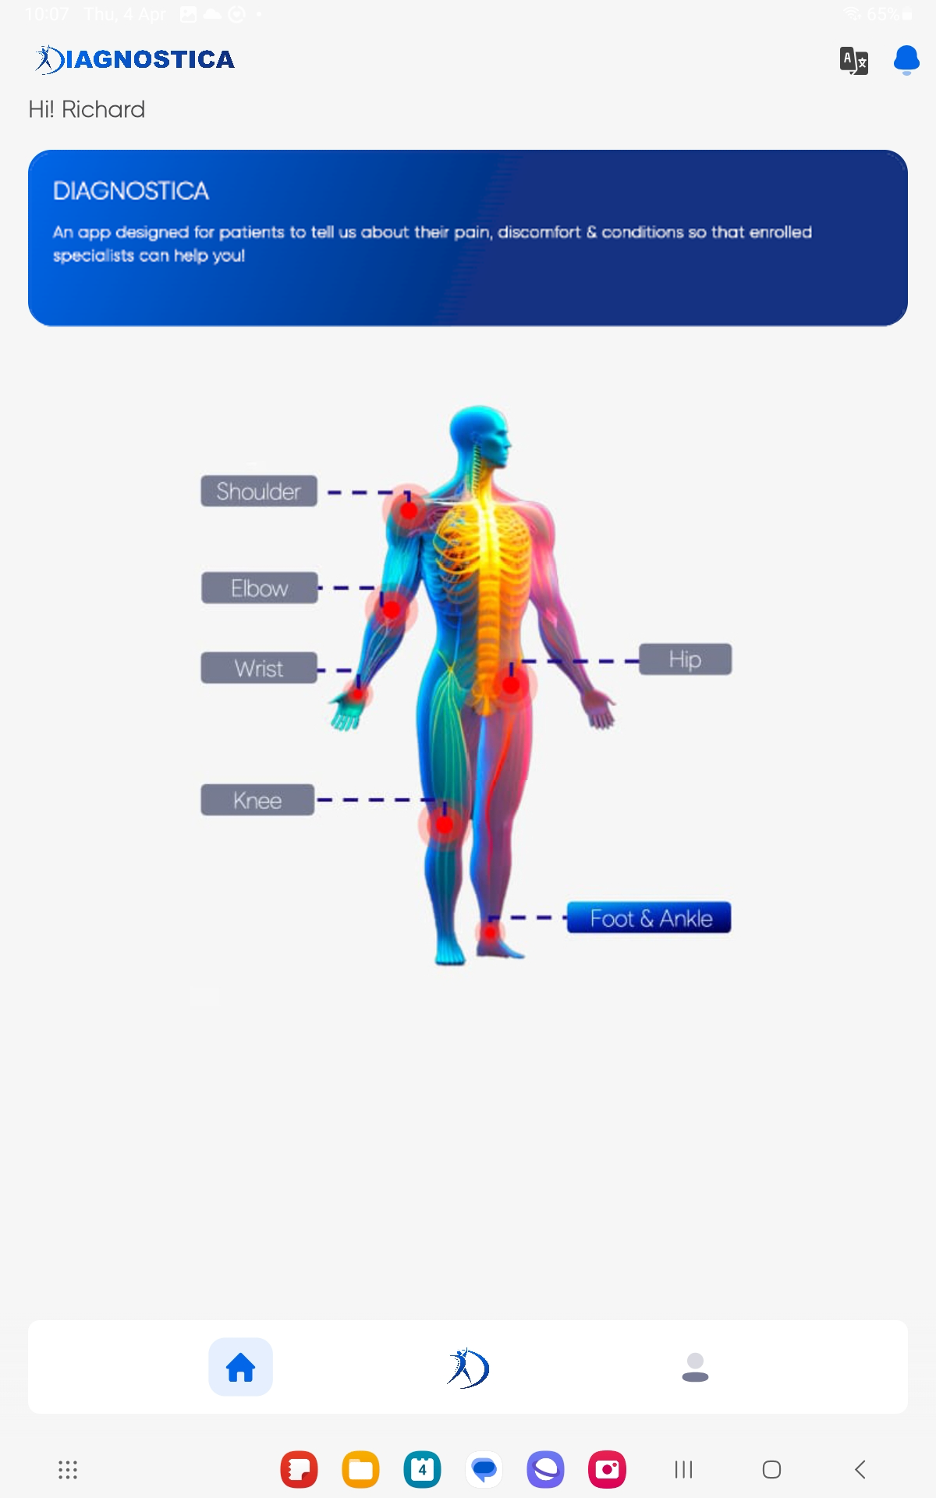 10:07 Thu, 4 Apr
65%
DIAGNOSTICA
Hi! Richard
DIAGNOSTICA
An app designed for patients to tell us about their pain, discomfort & conditions so that enrolled
specialists can help you!
Shoulder
Elbow
Wrist
Hip
Knee
Foot & Ankle
4